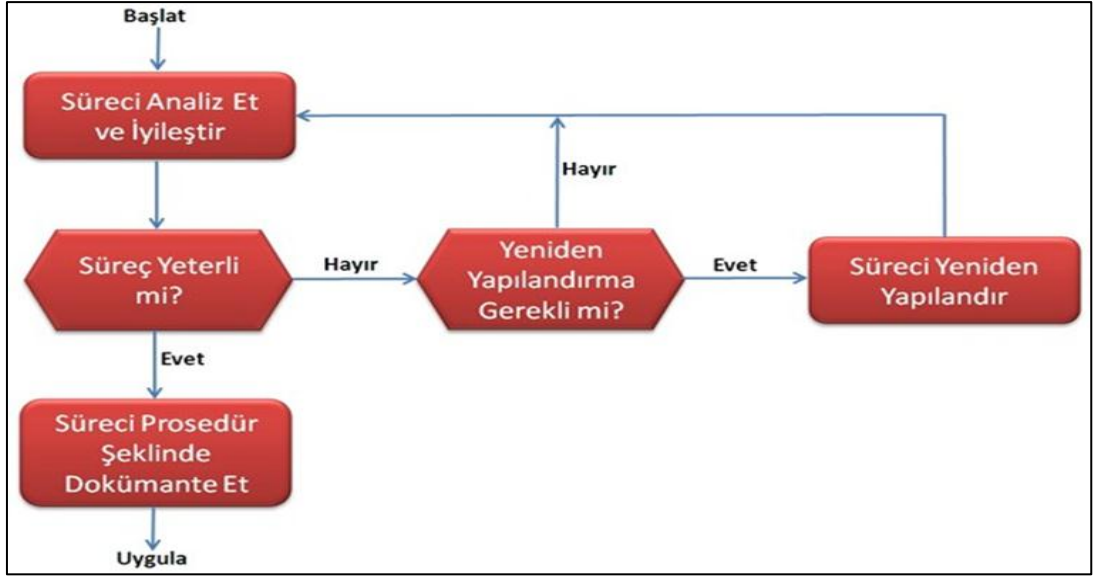 Başlat
Süreci Analiz Et
ve İyileştir
Hayır
Süreç Yeterli
mi?
Hayır
Yeniden
Yapılandırma
Gerekli mi?
Evet
Süreci Yeniden
Yapılandır
Evet
Süreci Prosedür
Şeklinde
Dokümante Et
Uygula